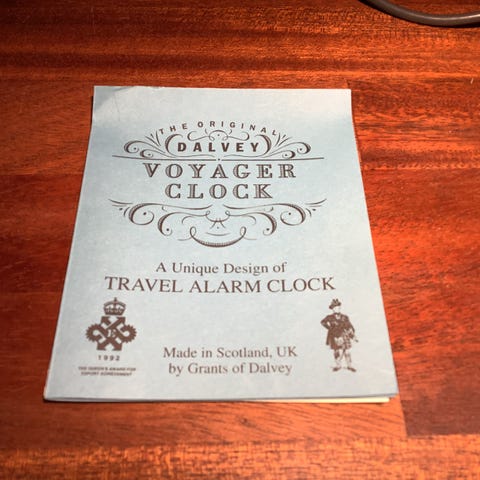 THE ORIGINAL
DALVEY
VOYAGER
CLOCK
A Unique Design of
TRAVEL ALARM CLOCK
1992
THE QUEEN'S AWARD FOR
EXPORT ACHIEVEMENT
Made in Scotland, UK
by Grants of Dalvey